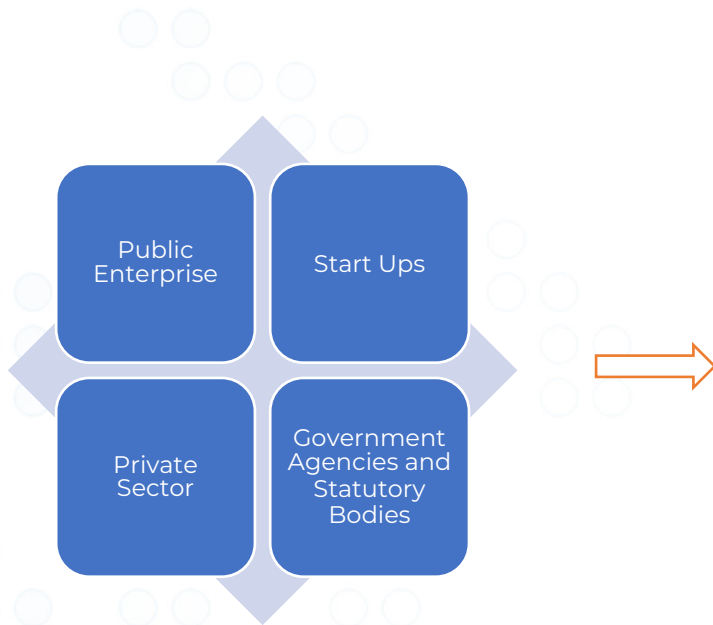 Public
Enterprise
Start Ups
Private
Sector
Government
Agencies and
Statutory
Bodies